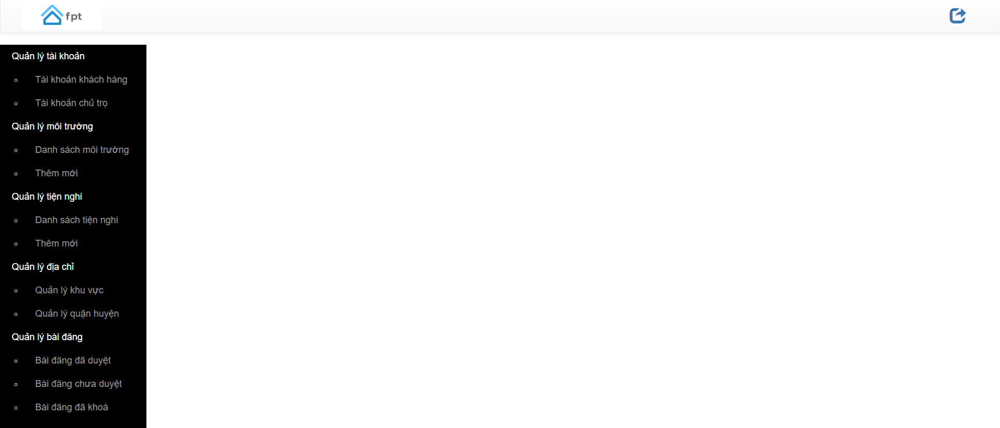 fpt
Quản lý tài khoản
Tài khoản khách hàng
Tài khoản chủ trọ
Quản lý môi trường
Danh sách môi trường
Thêm mới
Quản lý tiện nghi
Danh sách tiện nghi
Thêm mới
Quản lý địa chỉ
Quản lý khu vực
Quản lý quận huyện
Quản lý bài đăng
Bài đăng đã duyệt
Bài đăng chưa duyệt
Bài đăng đã khoá